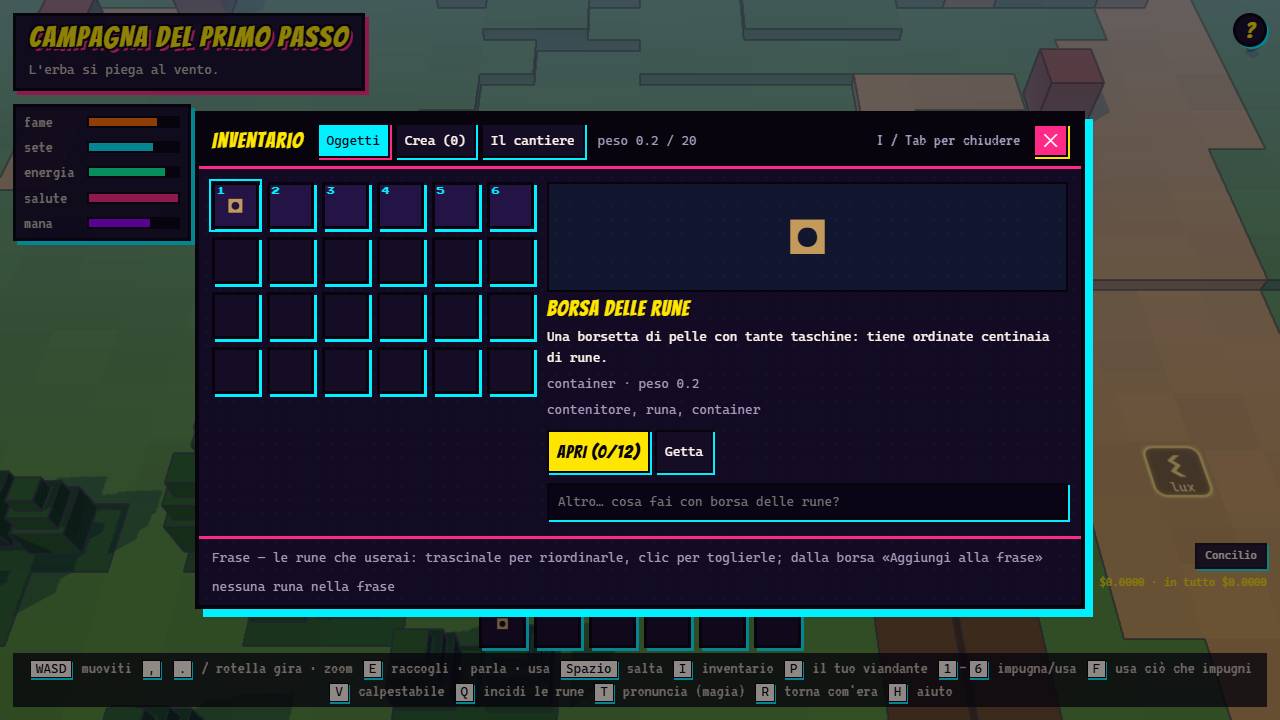 CAMPAGNA DEL PRIMO PASSO
L'erba si piega al vento.
?
fame
sete
energia
salute
mana
INVENTARIO
Oggetti
Crea (0)
Il cantiere
peso 0.2 / 20
I / Tab per chiudere
1 2 3 4 5 6
BORSA DELLE RUNE
Una borsetta di pelle con tante taschine: tiene ordinate centinaia
di rune.
container · peso 0.2
contenitore, runa, container
APRI (0/12)
Getta
Altro… cosa fai con borsa delle rune?
Frase — le rune che userai: trascinale per riordinarle, clic per toglierle; dalla borsa «Aggiungi alla frase»
nessuna runa nella frase
lux
Concilio
$0.0000 · in tutto $0.0000
WASD muoviti , . / rotella gira · zoom E raccogli · parla · usa Spazio salta I inventario P il tuo viandante 1–6 impugna/usa F usa ciò che impugni
V calpestabile Q incidi le rune T pronuncia (magia) R torna com'era H aiuto